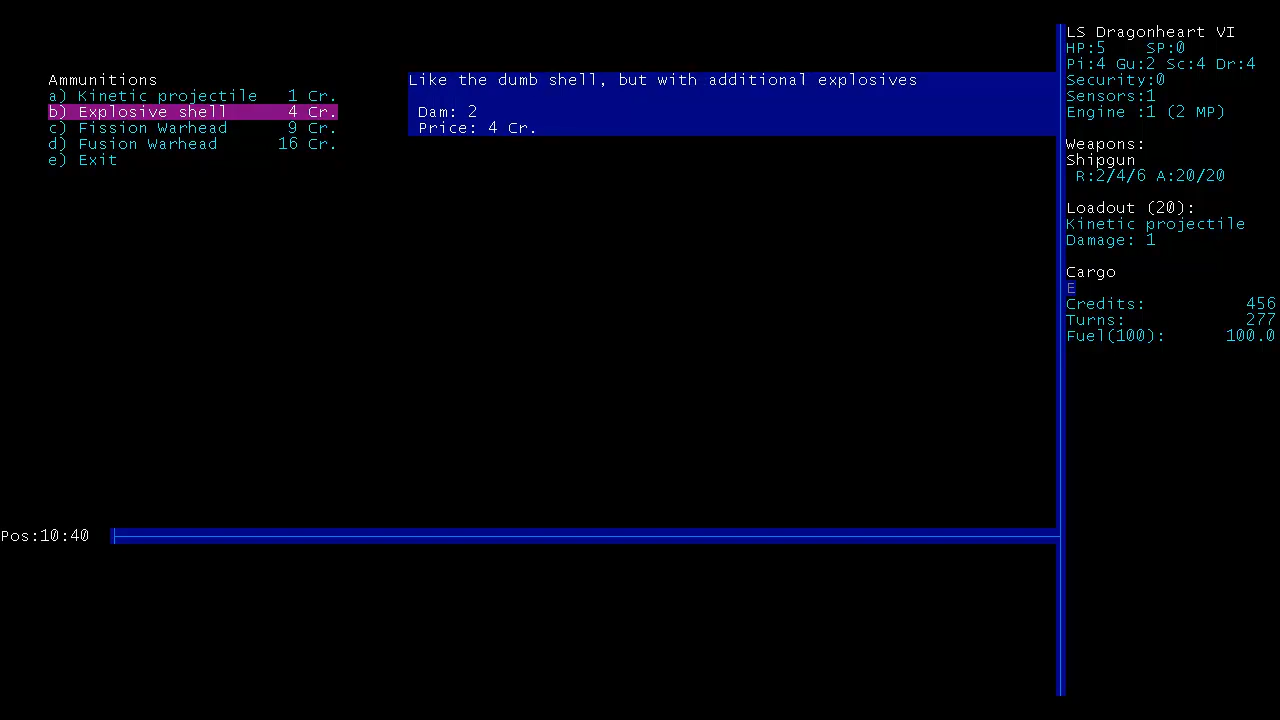 Ammunitions
a) Kinetic projectile   1 Cr.
b) Explosive shell      4 Cr.
c) Fission Warhead      9 Cr.
d) Fusion Warhead      16 Cr.
e) Exit
Like the dumb shell, but with additional explosives
Dam: 2
Price: 4 Cr.
LS Dragonheart VI
HP:5    SP:0
Pi:4 Gu:2 Sc:4 Dr:4
Security:0
Sensors:1
Engine :1 (2 MP)
Weapons:
Shipgun
R:2/4/6 A:20/20
Loadout (20):
Kinetic projectile
Damage: 1
Cargo
E
Credits:          456
Turns:            277
Fuel(100):      100.0
Pos:10:40